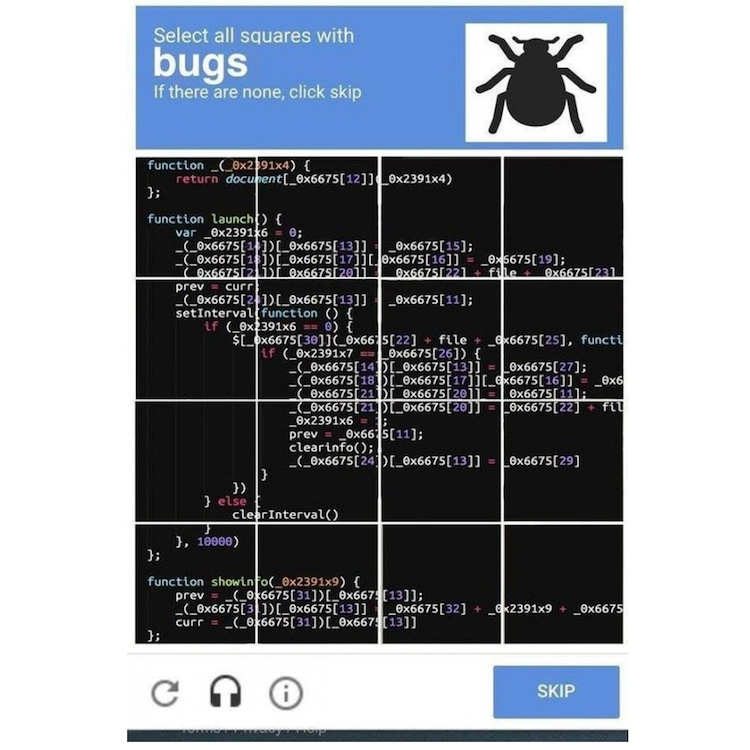 Select all squares with
bugs
If there are none, click skip
function _(_0x2391x4) {
return document[_0x6675[12]](_0x2391x4)
};
function launch() {
var _0x2391x6 = 0;
_(_0x6675[14])[_0x6675[13]] = _0x6675[15];
_(_0x6675[18])[_0x6675[17]][_0x6675[16]] = _0x6675[19];
_(_0x6675[21])[_0x6675[20]] = _0x6675[22] + file + _0x6675[23]
prev = curr;
_(_0x6675[24])[_0x6675[13]] = _0x6675[11];
setInterval(function () {
if (_0x2391x6 == 0) {
$[_0x6675[30]](_0x6675[22] + file + _0x6675[25], functi
if (_0x2391x7 == _0x6675[26]) {
_(_0x6675[14])[_0x6675[13]] = _0x6675[27];
_(_0x6675[18])[_0x6675[17]][_0x6675[16]] = _0x6
_(_0x6675[21])[_0x6675[20]] = _0x6675[11];
_(_0x6675[21])[_0x6675[20]] = _0x6675[22] + fil
_0x2391x6 = ;
prev = _0x6675[11];
clearinfo();
_(_0x6675[24])[_0x6675[13]] = _0x6675[29]
}
})
} else {
clearInterval()
}
}, 10000)
};
function showinfo(_0x2391x9) {
prev = _(_0x6675[31])[_0x6675[13]];
_(_0x6675[31])[_0x6675[13]] = _0x6675[32] + _0x2391x9 + _0x6675
curr = _(_0x6675[31])[_0x6675[13]]
};
SKIP